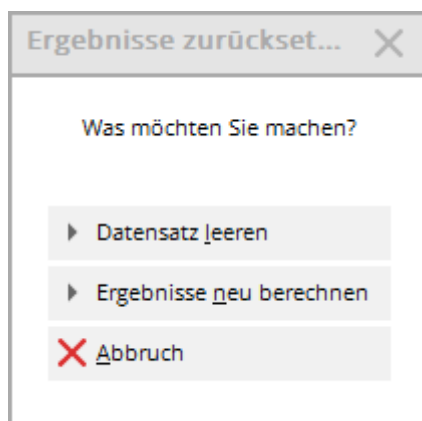 Ergebnisse zurückset...
Was möchten Sie machen?
Datensatz leeren
Ergebnisse neu berechnen
Abbruch